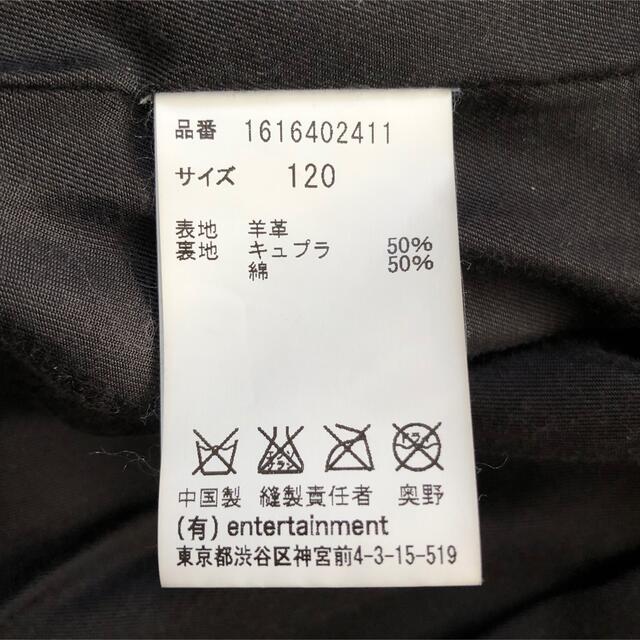 品番 1616402411
サイズ 120
表地 羊革
裏地 キュプラ 50%
綿 50%
中国製 縫製責任者 奥野
(有) entertainment
東京都渋谷区神宮前4-3-15-519